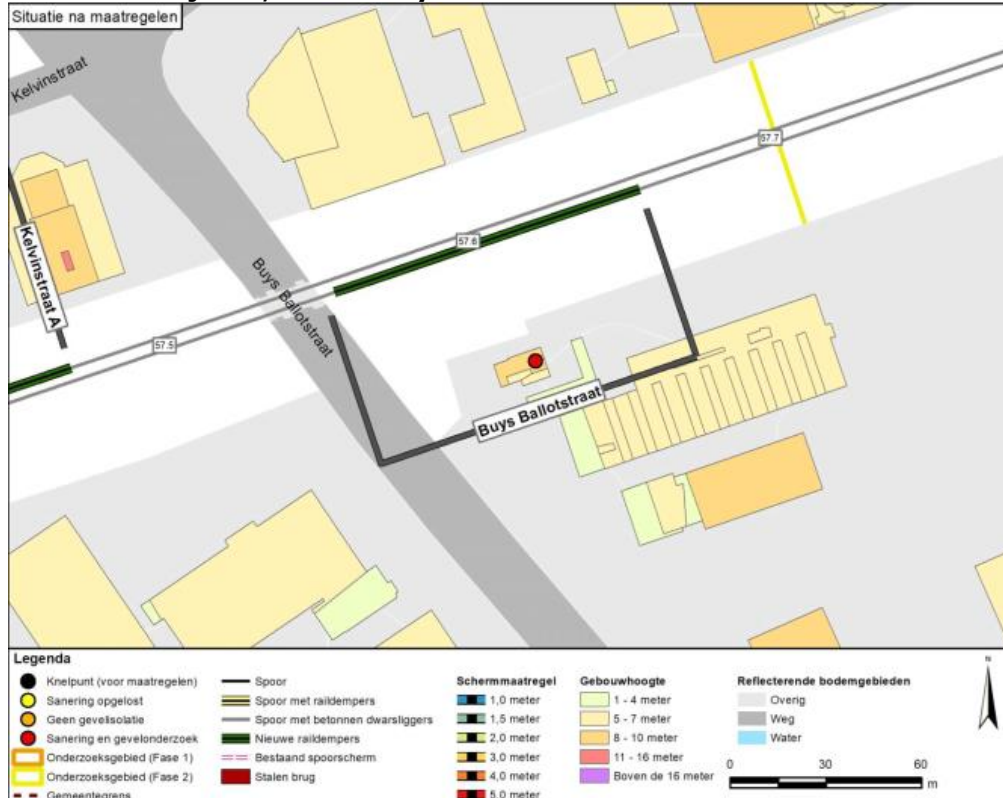 Situatie na maatregelen
Kelvinstraat
57.7
57.6
Kelvinstraat A
Buys Ballotstraat
57.5
Buys Ballotstraat
Legenda
Knelpunt (voor maatregelen)
Sanering opgelost
Geen gevelisolatie
Sanering en gevelonderzoek
Onderzoeksgebied (Fase 1)
Onderzoeksgebied (Fase 2)
Gemeentegrens
Spoor
Spoor met raildempers
Spoor met betonnen dwarsliggers
Nieuwe raildempers
Bestaand spoorscherm
Stalen brug
Schermmaatregel
1,0 meter
1,5 meter
2,0 meter
3,0 meter
4,0 meter
5,0 meter
Gebouwhoogte
1 - 4 meter
5 - 7 meter
8 - 10 meter
11 - 16 meter
Boven de 16 meter
Reflecterende bodemgebieden
Overig
Weg
Water
N
0 30 60
m